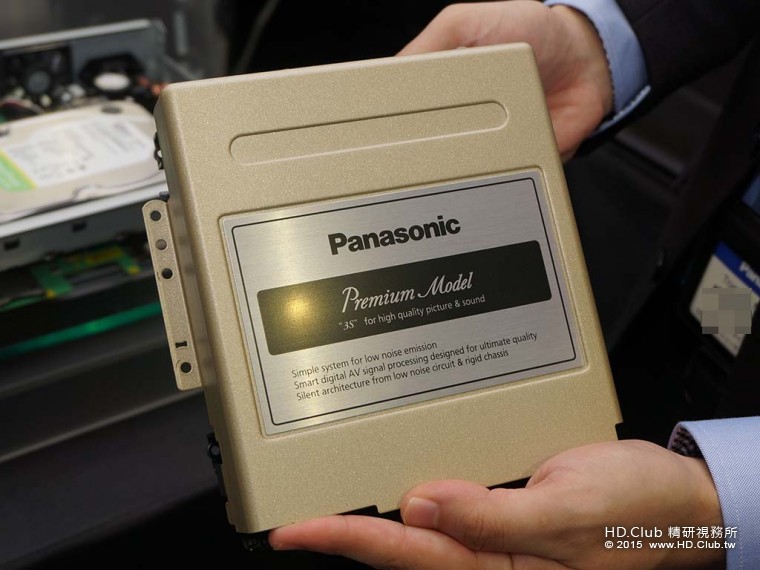 Panasonic
Premium Model
"3S" for high quality picture & sound
Simple system for low noise emission
Smart digital AV signal processing designed for ultimate quality
Silent architecture from low noise circuit & rigid chassis
HD.Club 精研視務所
© 2015 www.HD.Club.tw